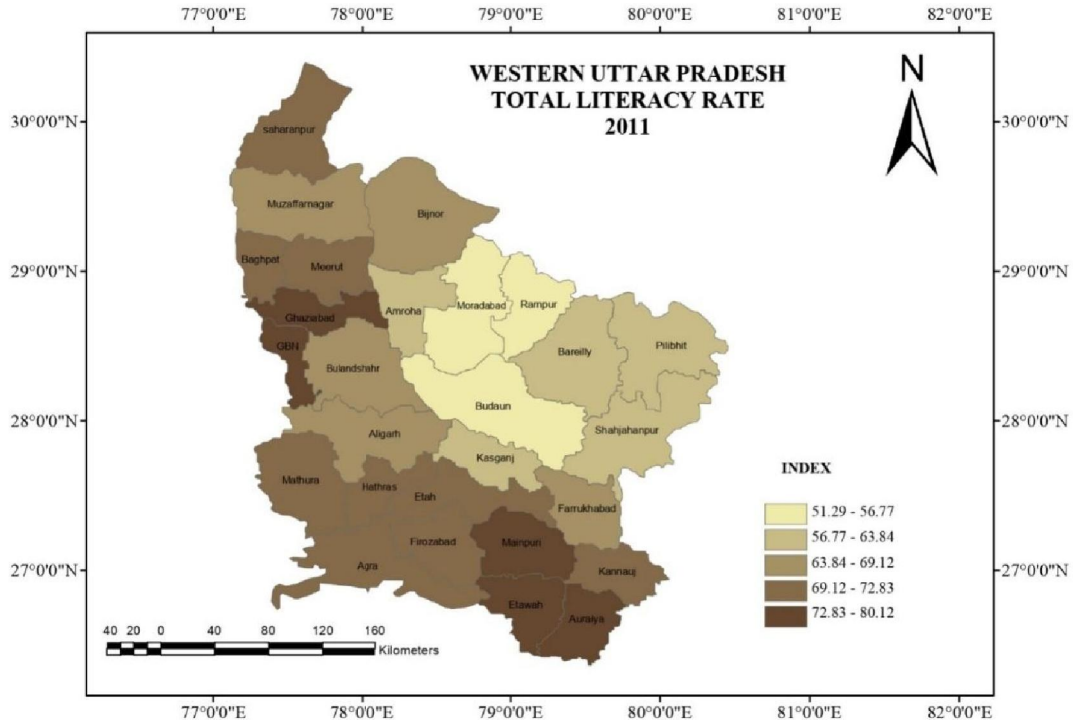 77°0'0"E 78°0'0"E 79°0'0"E 80°0'0"E 81°0'0"E 82°0'0"E
WESTERN UTTAR PRADESH
TOTAL LITERACY RATE
2011
N
30°0'0"N 30°0'0"N
saharanpur
Muzaffarnagar
Bijnor
Baghpat
Meerut
29°0'0"N 29°0'0"N
Ghaziabad
Amroha
Moradabad
Rampur
GBN
Bulandshahr
Bareilly
Pilibhit
Budaun
28°0'0"N 28°0'0"N
Aligarh
Shahjahanpur
Kasganj
Mathura
Hathras
Etah
Farrukhabad
Firozabad
Mainpuri
Agra
Kannauj
27°0'0"N 27°0'0"N
Etawah
Auraiya
INDEX
51.29 - 56.77
56.77 - 63.84
63.84 - 69.12
69.12 - 72.83
72.83 - 80.12
40 20 0 40 80 120 160
Kilometers
77°0'0"E 78°0'0"E 79°0'0"E 80°0'0"E 81°0'0"E 82°0'0"E